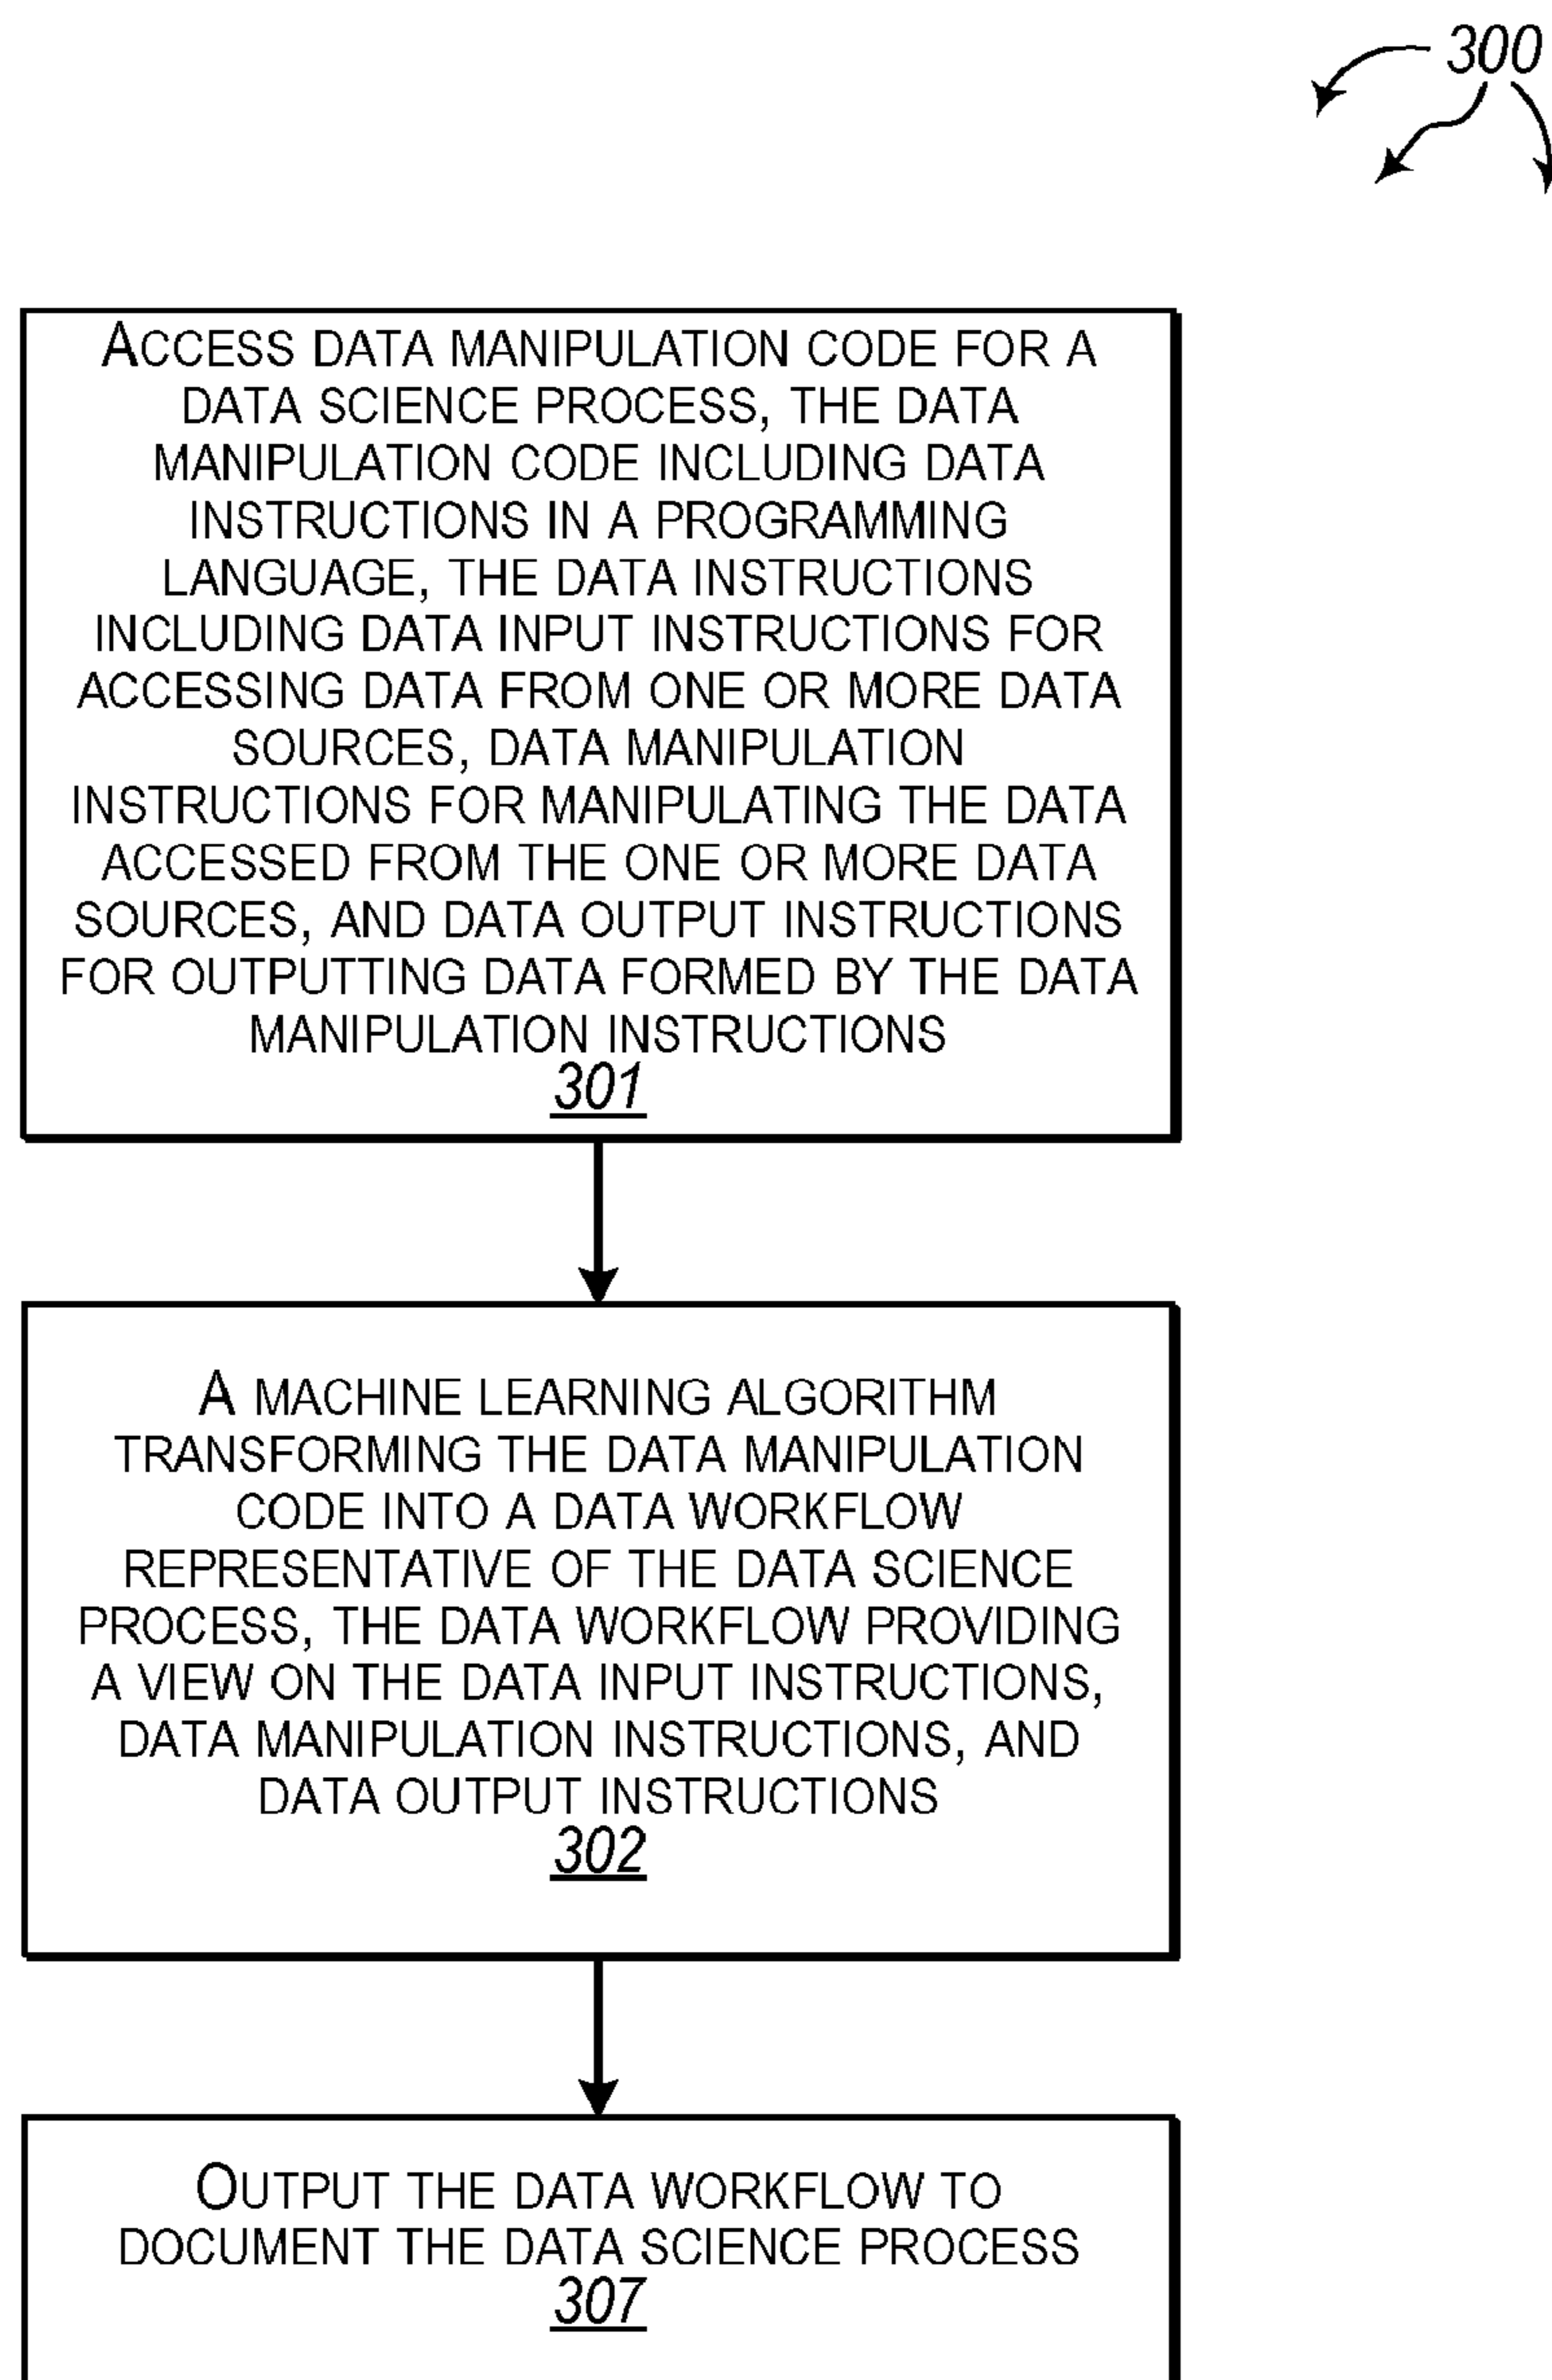 300
ACCESS DATA MANIPULATION CODE FOR A
DATA SCIENCE PROCESS, THE DATA
MANIPULATION CODE INCLUDING DATA
INSTRUCTIONS IN A PROGRAMMING
LANGUAGE, THE DATA INSTRUCTIONS
INCLUDING DATA INPUT INSTRUCTIONS FOR
ACCESSING DATA FROM ONE OR MORE DATA
SOURCES, DATA MANIPULATION
INSTRUCTIONS FOR MANIPULATING THE DATA
ACCESSED FROM THE ONE OR MORE DATA
SOURCES, AND DATA OUTPUT INSTRUCTIONS
FOR OUTPUTTING DATA FORMED BY THE DATA
MANIPULATION INSTRUCTIONS
301
A MACHINE LEARNING ALGORITHM
TRANSFORMING THE DATA MANIPULATION
CODE INTO A DATA WORKFLOW
REPRESENTATIVE OF THE DATA SCIENCE
PROCESS, THE DATA WORKFLOW PROVIDING
A VIEW ON THE DATA INPUT INSTRUCTIONS,
DATA MANIPULATION INSTRUCTIONS, AND
DATA OUTPUT INSTRUCTIONS
302
OUTPUT THE DATA WORKFLOW TO
DOCUMENT THE DATA SCIENCE PROCESS
307